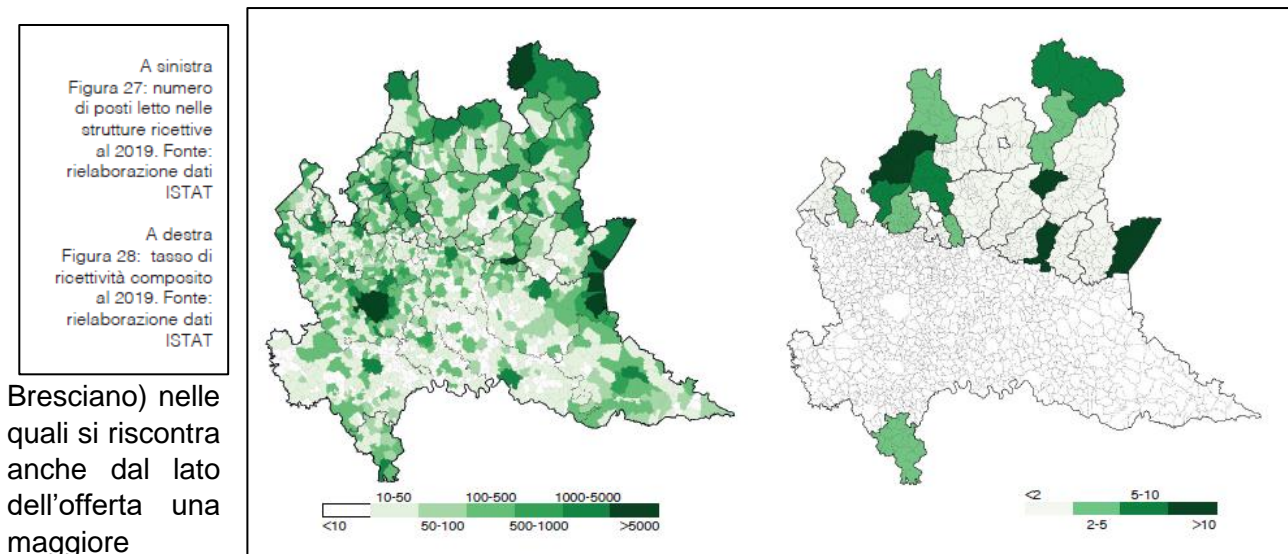 A sinistra
Figura 27: numero
di posti letto nelle
strutture ricettive
al 2019. Fonte:
rielaborazione dati
ISTAT
A destra
Figura 28: tasso di
ricettività composito
al 2019. Fonte:
rielaborazione dati
ISTAT
Bresciano) nelle
quali si riscontra
anche dal lato
dell’offerta una
maggiore
10-50 100-500 1000-5000
<10 50-100 500-1000 >5000
<2 5-10
2-5 >10